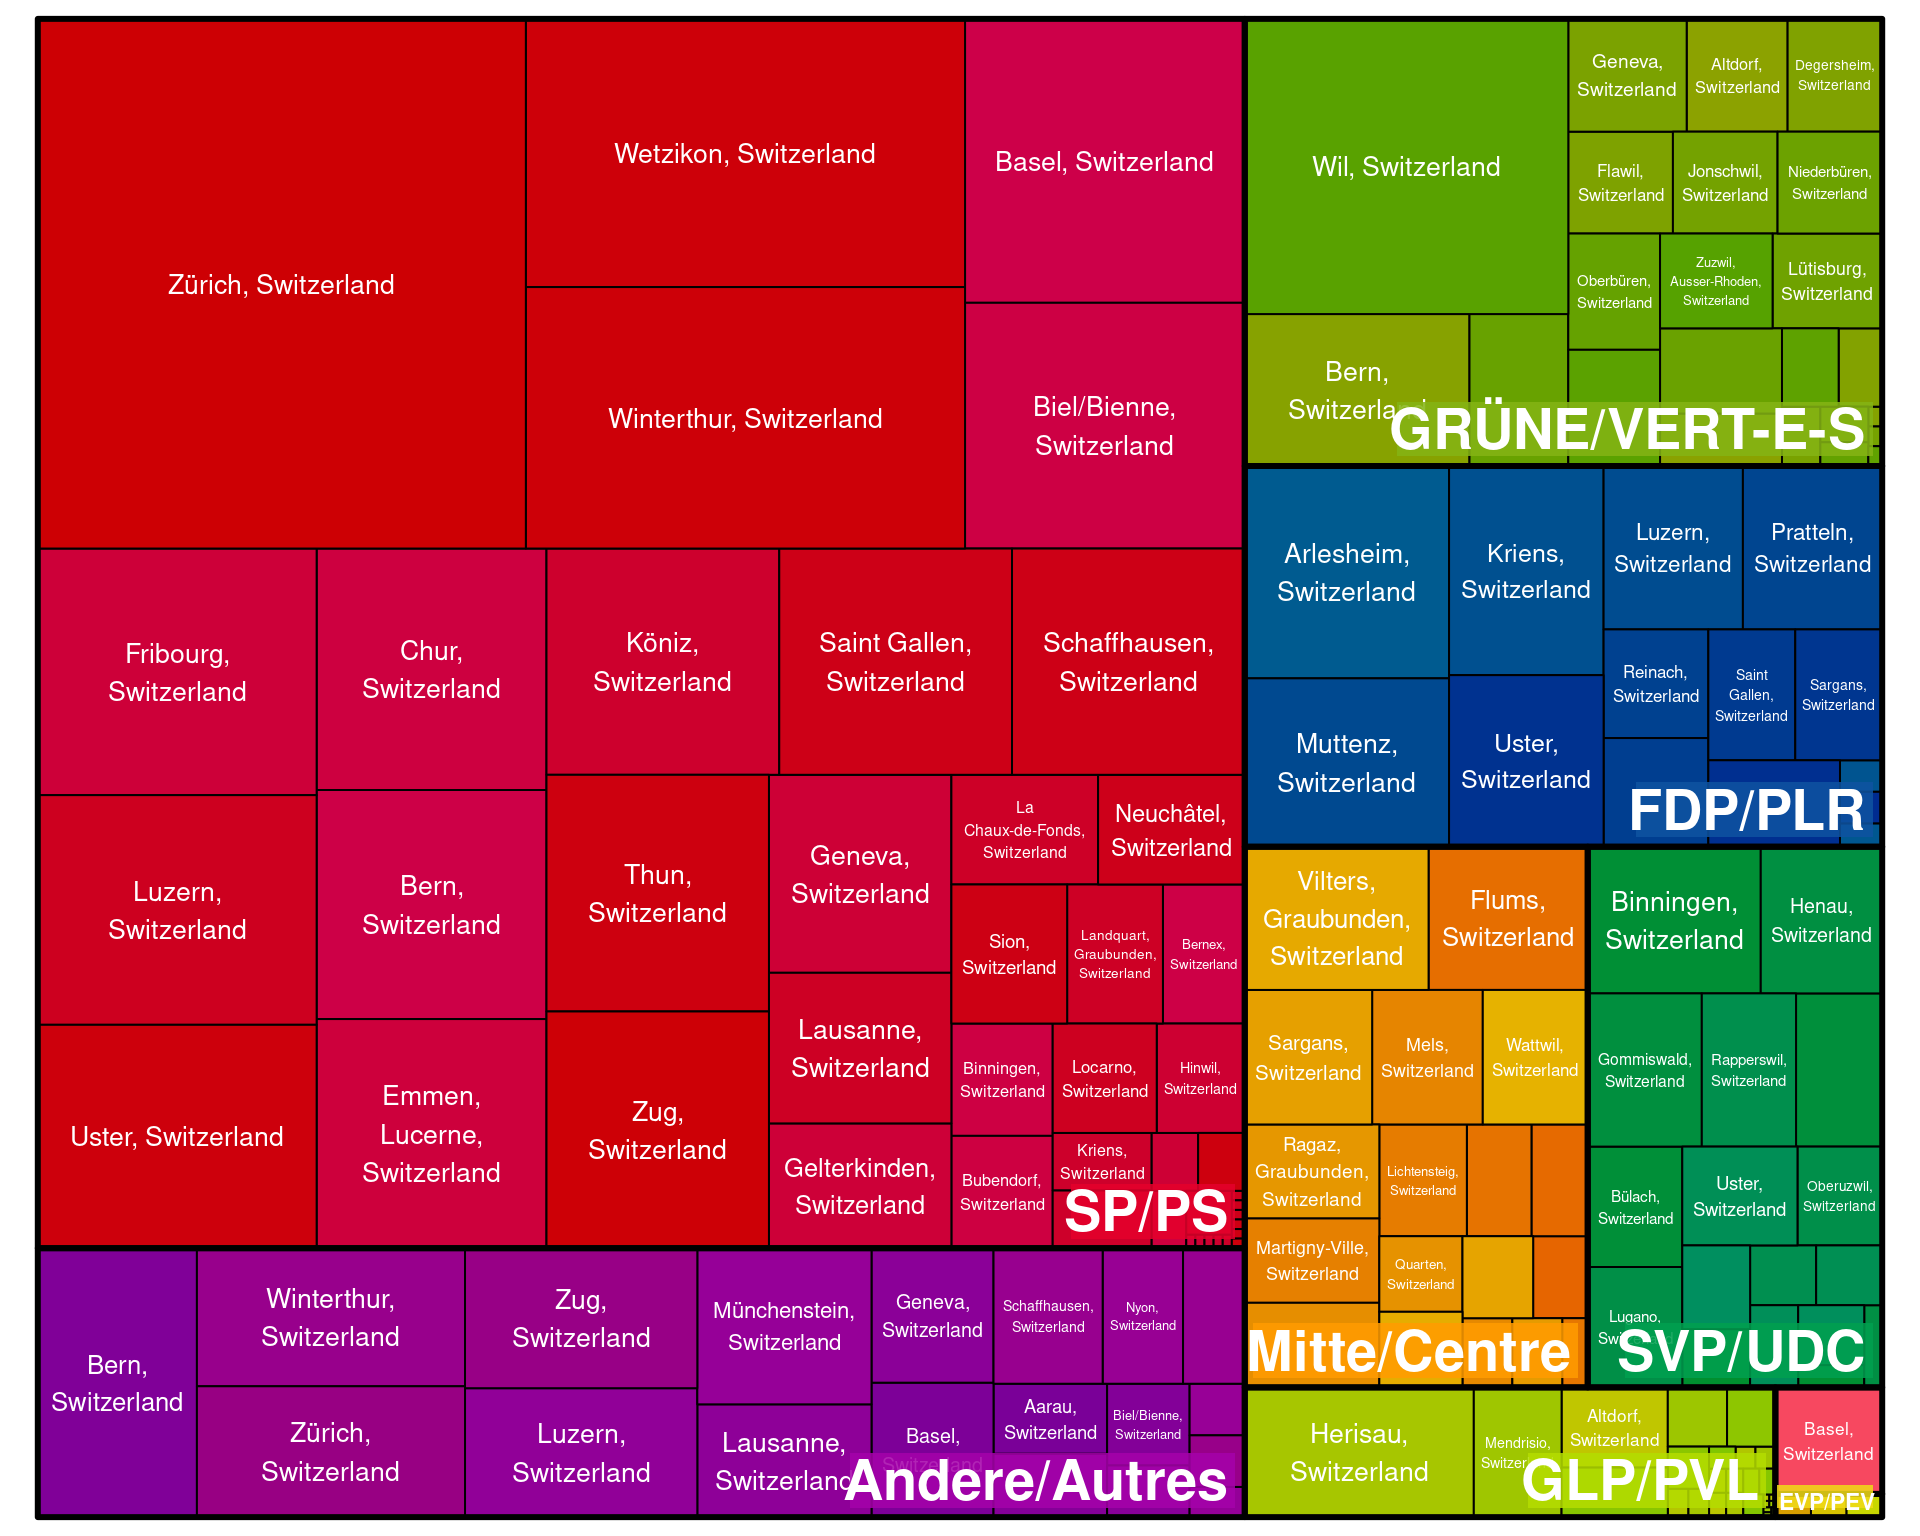 Zürich, Switzerland
Wetzikon, Switzerland
Winterthur, Switzerland
Basel, Switzerland
Biel/Bienne,
Switzerland
Fribourg,
Switzerland
Luzern,
Switzerland
Uster, Switzerland
Chur,
Switzerland
Bern,
Switzerland
Emmen,
Lucerne,
Switzerland
Köniz,
Switzerland
Saint Gallen,
Switzerland
Schaffhausen,
Switzerland
Thun,
Switzerland
Zug,
Switzerland
Geneva,
Switzerland
Lausanne,
Switzerland
Gelterkinden,
Switzerland
La
Chaux-de-Fonds,
Switzerland
Neuchâtel,
Switzerland
Sion,
Switzerland
Landquart,
Graubunden,
Switzerland
Bernex,
Switzerland
Binningen,
Switzerland
Locarno,
Switzerland
Hinwil,
Switzerland
Bubendorf,
Switzerland
Kriens,
Switzerland
SP/PS
Bern,
Switzerland
Winterthur,
Switzerland
Zürich,
Switzerland
Zug,
Switzerland
Luzern,
Switzerland
Münchenstein,
Switzerland
Lausanne,
Switzerland
Geneva,
Switzerland
Basel,
Switzerland
Schaffhausen,
Switzerland
Nyon,
Switzerland
Aarau,
Switzerland
Biel/Bienne,
Switzerland
Andere/Autres
Wil, Switzerland
Bern,
Switzerland
Geneva,
Switzerland
Altdorf,
Switzerland
Degersheim,
Switzerland
Flawil,
Switzerland
Jonschwil,
Switzerland
Niederbüren,
Switzerland
Oberbüren,
Switzerland
Zuzwil,
Ausser-Rhoden,
Switzerland
Lütisburg,
Switzerland
GRÜNE/VERT-E-S
Arlesheim,
Switzerland
Muttenz,
Switzerland
Kriens,
Switzerland
Uster,
Switzerland
Luzern,
Switzerland
Pratteln,
Switzerland
Reinach,
Switzerland
Saint
Gallen,
Switzerland
Sargans,
Switzerland
FDP/PLR
Vilters,
Graubunden,
Switzerland
Flums,
Switzerland
Sargans,
Switzerland
Mels,
Switzerland
Wattwil,
Switzerland
Ragaz,
Graubunden,
Switzerland
Lichtensteig,
Switzerland
Martigny-Ville,
Switzerland
Quarten,
Switzerland
Mitte/Centre
Binningen,
Switzerland
Henau,
Switzerland
Gommiswald,
Switzerland
Rapperswil,
Switzerland
Bülach,
Switzerland
Uster,
Switzerland
Oberuzwil,
Switzerland
Lugano,
SVP/UDC
Herisau,
Switzerland
Mendrisio,
Altdorf,
Switzerland
GLP/PVL
Basel,
Switzerland
EVP/PEV